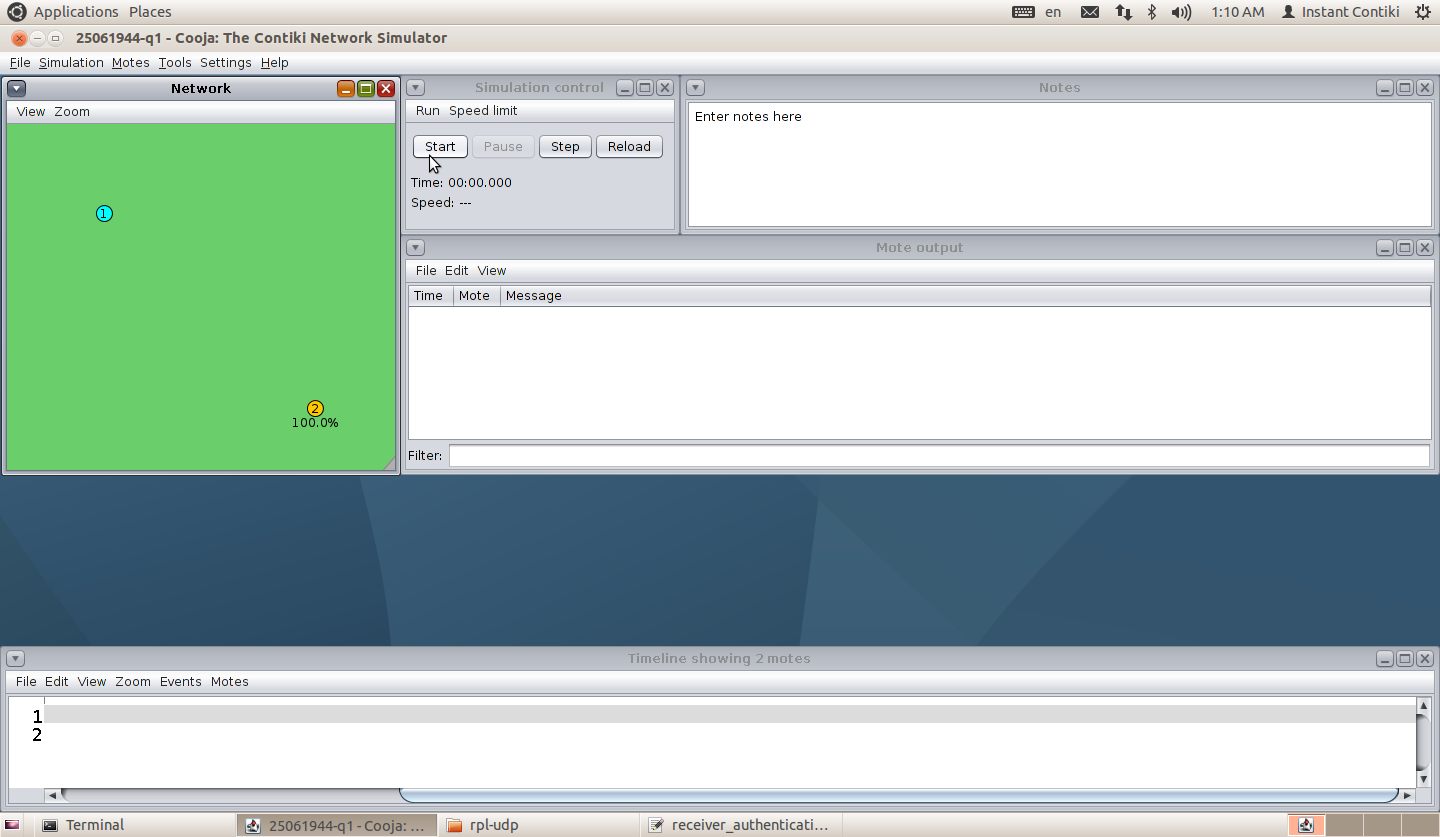 Applications Places en 1:10 AM Instant Contiki
25061944-q1 - Cooja: The Contiki Network Simulator
File Simulation Motes Tools Settings Help
Network
View Zoom
1
2
100.0%
Simulation control
Run Speed limit
Start Pause Step Reload
Time: 00:00.000
Speed: ---
Notes
Enter notes here
Mote output
File Edit View
Time Mote Message
Filter:
Timeline showing 2 motes
File Edit View Zoom Events Motes
1
2
Terminal 25061944-q1 - Cooja: ... rpl-udp receiver_authenticati...